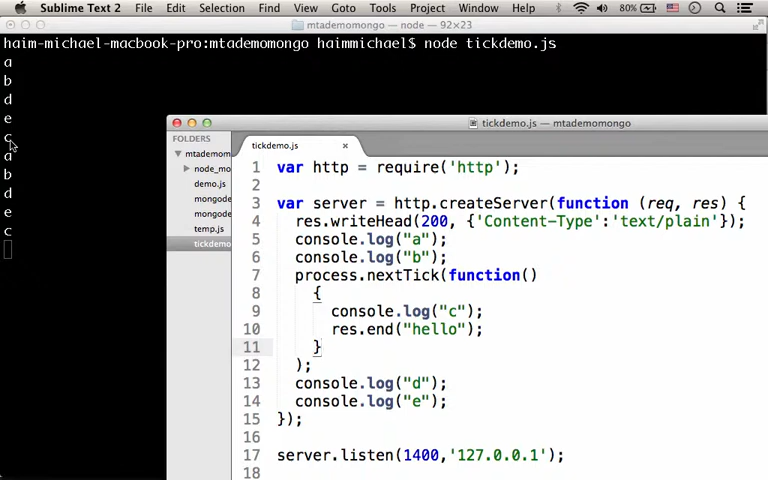 Sublime Text 2 File Edit Selection Find View Goto Tools Project Window Help 80%
mtademomongo — node — 92×23
haim-michael-macbook-pro:mtademomongo haimmichael$ node tickdemo.js
a
b
d
e
c
a
b
d
e
c
tickdemo.js — mtademomongo
FOLDERS
mtademom
node_mo
demo.js
mongode
mongode
temp.js
tickdemo
tickdemo.js ×
1 var http = require('http');
2
3 var server = http.createServer(function (req, res) {
4 res.writeHead(200, {'Content-Type':'text/plain'});
5 console.log("a");
6 console.log("b");
7 process.nextTick(function()
8 {
9 console.log("c");
10 res.end("hello");
11 }
12 );
13 console.log("d");
14 console.log("e");
15 });
16
17 server.listen(1400,'127.0.0.1');
18